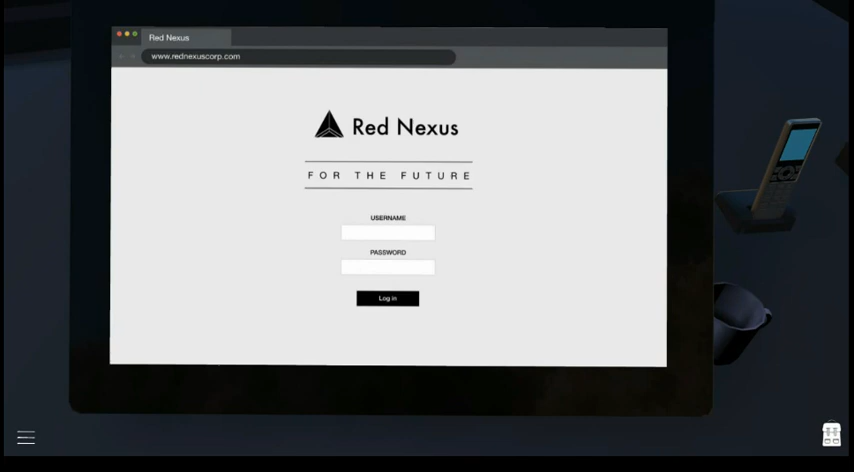 Red Nexus
www.rednexuscorp.com
Red Nexus
FOR THE FUTURE
USERNAME
PASSWORD
Log in